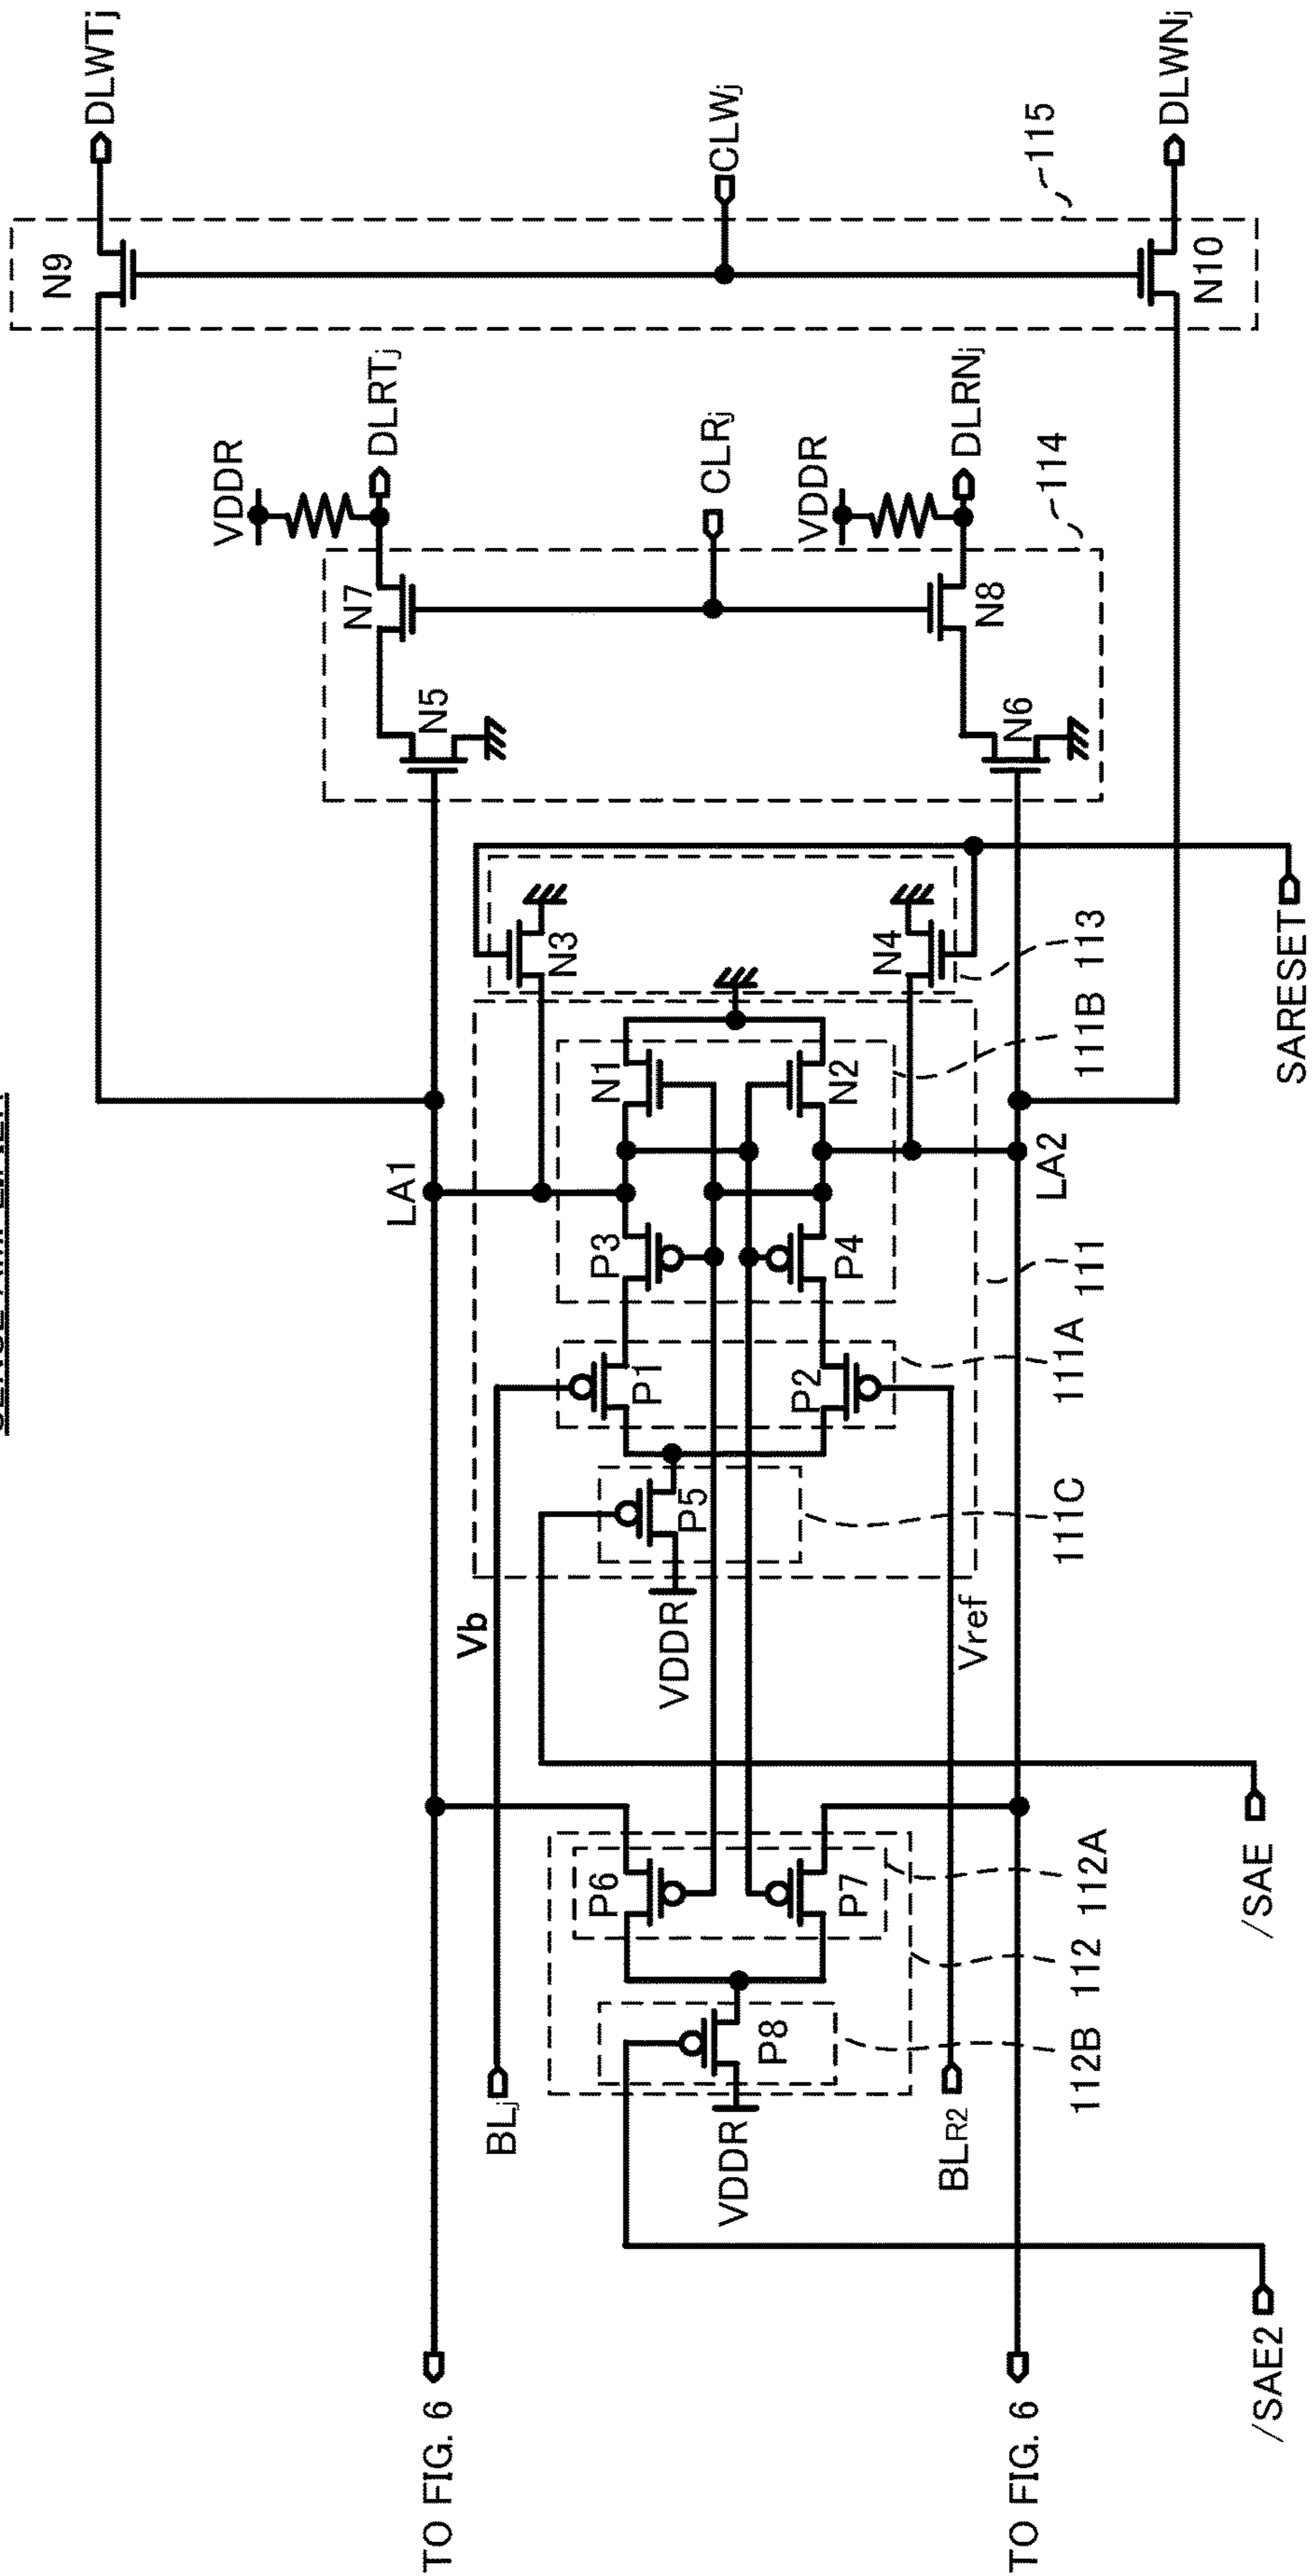 N9
DLWTj
VDDR
N7
DLRTj
LA1
N5
TO FIG. 6
Vb
BLj
N3
P6
P3
N1
P1
VDDR
P5
CLRj
CLWj
VDDR
P8
P2
VDDR
P7
P4
N2
N4
BLR2
Vref
DLRNj
N8
N6
TO FIG. 6
LA2
115
114
112B
112
112A
111C
111A
111
111B
113
DLWNj
N10
/SAE2
/SAE
SARESET